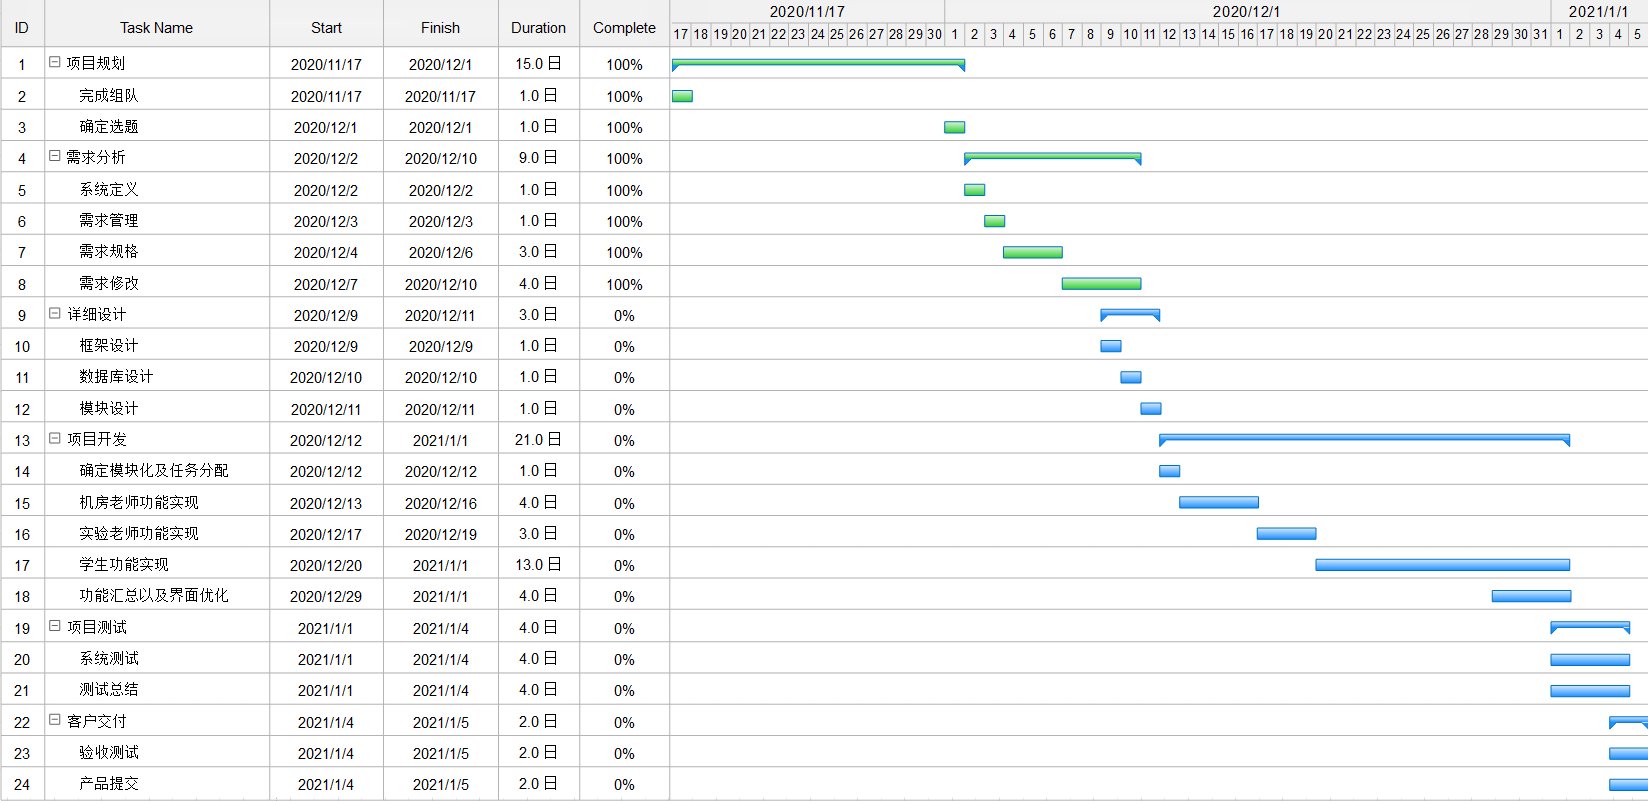 ID Task Name Start Finish Duration Complete 2020/11/17 2020/12/1 2021/1/1
17 18 19 20 21 22 23 24 25 26 27 28 29 30 1 2 3 4 5 6 7 8 9 10 11 12 13 14 15 16 17 18 19 20 21 22 23 24 25 26 27 28 29 30 31 1 2 3 4 5
1 项目规划 2020/11/17 2020/12/1 15.0 日 100%
2 完成组队 2020/11/17 2020/11/17 1.0 日 100%
3 确定选题 2020/12/1 2020/12/1 1.0 日 100%
4 需求分析 2020/12/2 2020/12/10 9.0 日 100%
5 系统定义 2020/12/2 2020/12/2 1.0 日 100%
6 需求管理 2020/12/3 2020/12/3 1.0 日 100%
7 需求规格 2020/12/4 2020/12/6 3.0 日 100%
8 需求修改 2020/12/7 2020/12/10 4.0 日 100%
9 详细设计 2020/12/9 2020/12/11 3.0 日 0%
10 框架设计 2020/12/9 2020/12/9 1.0 日 0%
11 数据库设计 2020/12/10 2020/12/10 1.0 日 0%
12 模块设计 2020/12/11 2020/12/11 1.0 日 0%
13 项目开发 2020/12/12 2021/1/1 21.0 日 0%
14 确定模块化及任务分配 2020/12/12 2020/12/12 1.0 日 0%
15 机房老师功能实现 2020/12/13 2020/12/16 4.0 日 0%
16 实验老师功能实现 2020/12/17 2020/12/19 3.0 日 0%
17 学生功能实现 2020/12/20 2021/1/1 13.0 日 0%
18 功能汇总以及界面优化 2020/12/29 2021/1/1 4.0 日 0%
19 项目测试 2021/1/1 2021/1/4 4.0 日 0%
20 系统测试 2021/1/1 2021/1/4 4.0 日 0%
21 测试总结 2021/1/1 2021/1/4 4.0 日 0%
22 客户交付 2021/1/4 2021/1/5 2.0 日 0%
23 验收测试 2021/1/4 2021/1/5 2.0 日 0%
24 产品提交 2021/1/4 2021/1/5 2.0 日 0%